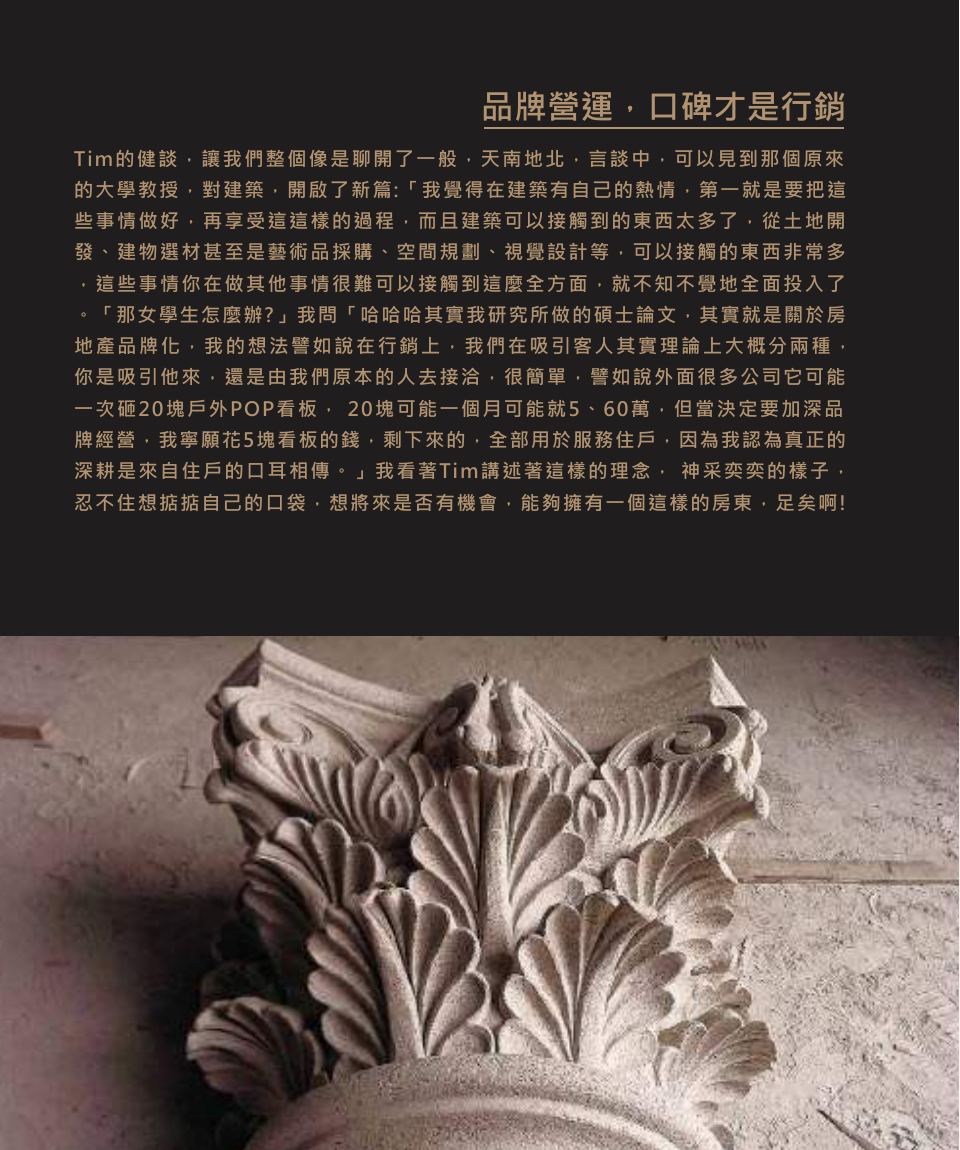 品牌營運，口碑才是行銷
Tim的健談，讓我們整個像是聊開了一般，天南地北，言談中，可以見到那個原來
的大學教授，對建築，開啟了新篇:「我覺得在建築有自己的熱情，第一就是要把這
些事情做好，再享受這這樣的過程，而且建築可以接觸到的東西太多了，從土地開
發、建物選材甚至是藝術品採購、空間規劃、視覺設計等，可以接觸的東西非常多
，這些事情你在做其他事情很難可以接觸到這麼全方面，就不知不覺地全面投入了
。「那女學生怎麼辦?」我問「哈哈哈其實我研究所做的碩士論文，其實就是關於房
地產品牌化，我的想法譬如說在行銷上，我們在吸引客人其實理論上大概分兩種，
你是吸引他來，還是由我們原本的人去接洽，很簡單，譬如說外面很多公司它可能
一次砸20塊戶外POP看板， 20塊可能一個月可能就5、60萬，但當決定要加深品
牌經營，我寧願花5塊看板的錢，剩下來的，全部用於服務住戶，因為我認為真正的
深耕是來自住戶的口耳相傳。」我看著Tim講述著這樣的理念， 神采奕奕的樣子，
忍不住想掂掂自己的口袋，想將來是否有機會，能夠擁有一個這樣的房東，足矣啊!